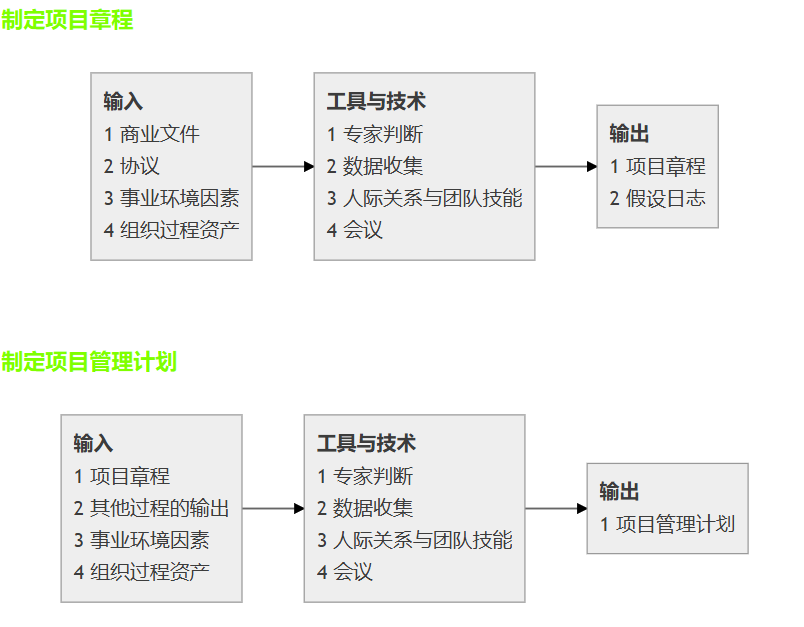 制定项目章程
输入
1 商业文件
2 协议
3 事业环境因素
4 组织过程资产
工具与技术
1 专家判断
2 数据收集
3 人际关系与团队技能
4 会议
输出
1 项目章程
2 假设日志
制定项目管理计划
输入
1 项目章程
2 其他过程的输出
3 事业环境因素
4 组织过程资产
工具与技术
1 专家判断
2 数据收集
3 人际关系与团队技能
4 会议
输出
1 项目管理计划